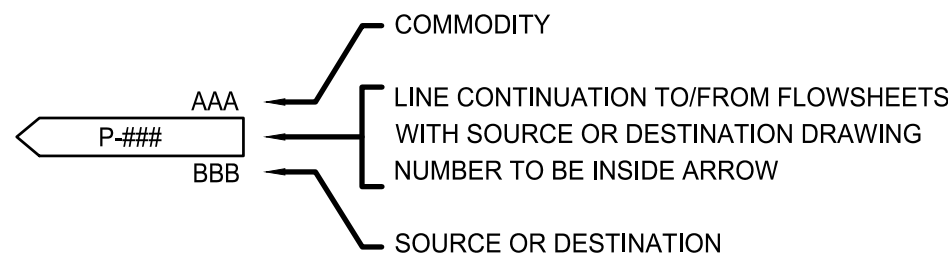 COMMODITY
AAA
LINE CONTINUATION TO/FROM FLOWSHEETS
P-###
WITH SOURCE OR DESTINATION DRAWING
BBB
NUMBER TO BE INSIDE ARROW
SOURCE OR DESTINATION